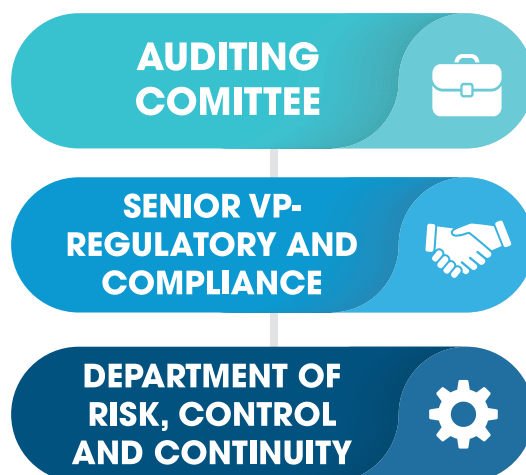 AUDITING
COMITTEE
SENIOR VP-
REGULATORY AND
COMPLIANCE
DEPARTMENT OF
RISK, CONTROL
AND CONTINUITY